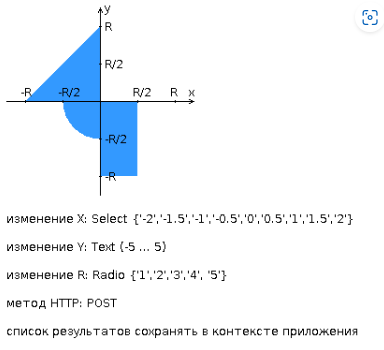 y
R
R/2
-R -R/2 R/2 R x
-R/2
-R
изменение X: Select {'-2','-1.5','-1','-0.5','0','0.5','1','1.5','2'}
изменение Y: Text {-5 ... 5}
изменение R: Radio {'1','2','3','4', '5'}
метод HTTP: POST
список результатов сохранять в контексте приложения